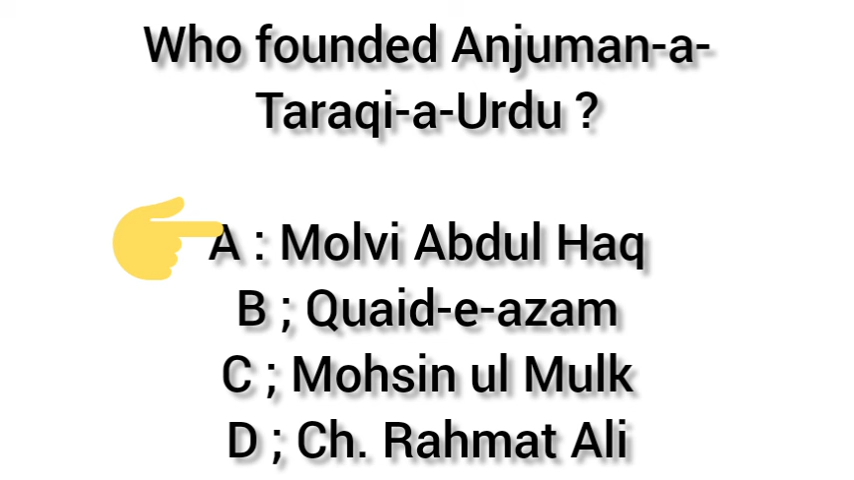 Who founded Anjuman-a-
Taraqi-a-Urdu ?
A : Molvi Abdul Haq
B ; Quaid-e-azam
C ; Mohsin ul Mulk
D ; Ch. Rahmat Ali